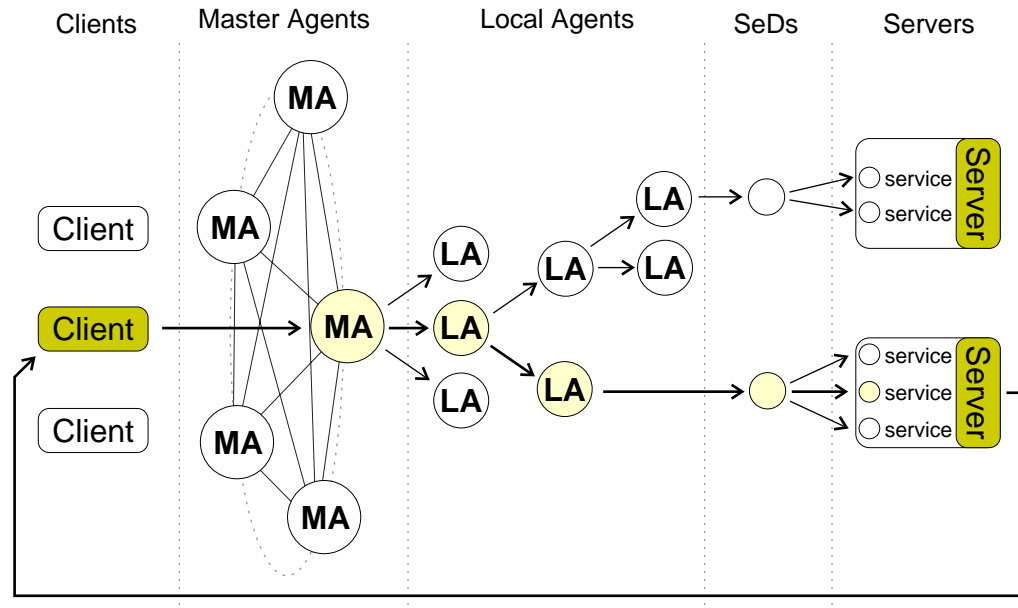 Clients
Master Agents
Local Agents
SeDs
Servers
MA
MA
MA
MA
MA
Client
Client
Client
LA
LA
LA
LA
LA
LA
LA
service
service
Server
service
service
service
Server